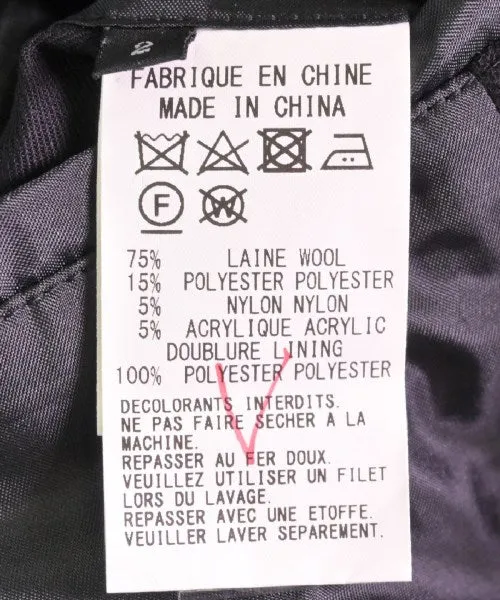 2
FABRIQUE EN CHINE
MADE IN CHINA
F W
75% LAINE WOOL
15% POLYESTER POLYESTER
5% NYLON NYLON
5% ACRYLIQUE ACRYLIC
DOUBLURE LINING
100% POLYESTER POLYESTER
DECOLORANTS INTERDITS.
NE PAS FAIRE SECHER A LA
MACHINE.
REPASSER AU FER DOUX.
VEUILLEZ UTILISER UN FILET
LORS DU LAVAGE.
REPASSER AVEC UNE ETOFFE.
VEUILLER LAVER SEPAREMENT.